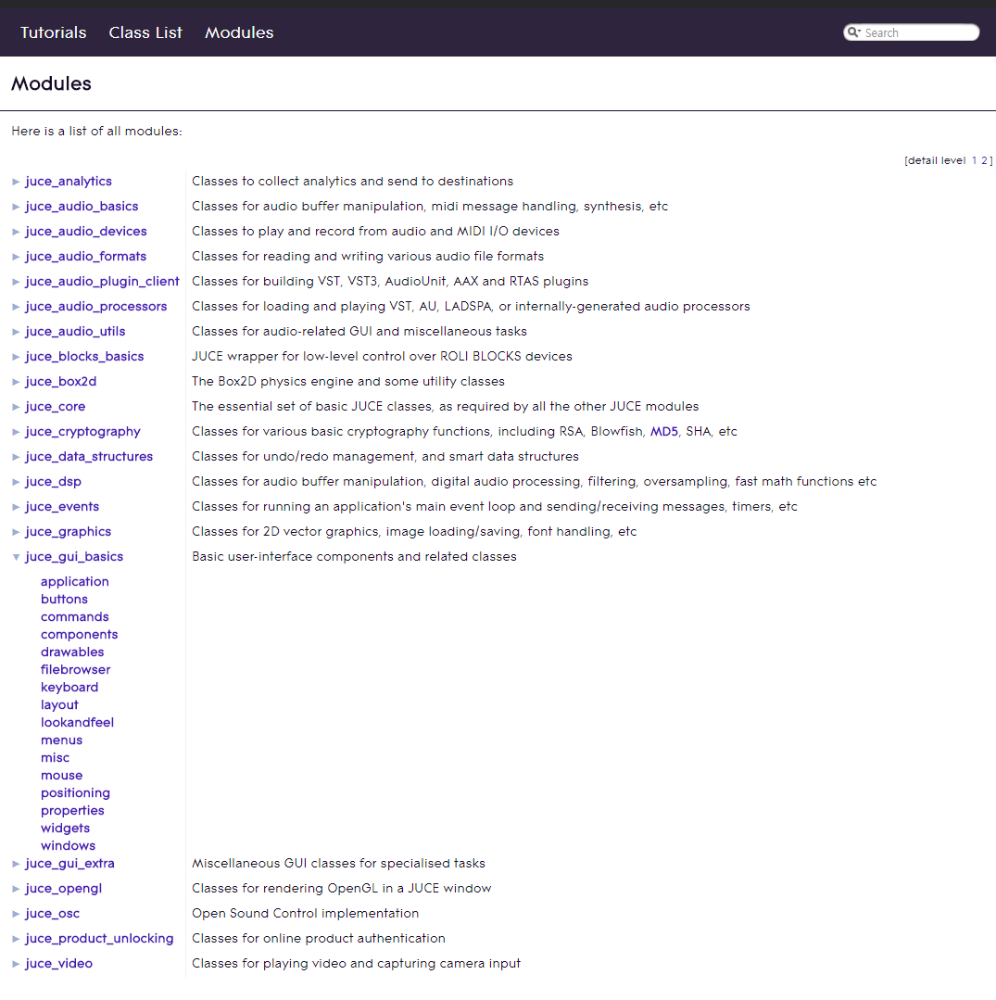 Tutorials Class List Modules Search
Modules
Here is a list of all modules:
[detail level 1 2]
juce_analytics Classes to collect analytics and send to destinations
juce_audio_basics Classes for audio buffer manipulation, midi message handling, synthesis, etc
juce_audio_devices Classes to play and record from audio and MIDI I/O devices
juce_audio_formats Classes for reading and writing various audio file formats
juce_audio_plugin_client Classes for building VST, VST3, AudioUnit, AAX and RTAS plugins
juce_audio_processors Classes for loading and playing VST, AU, LADSPA, or internally-generated audio processors
juce_audio_utils Classes for audio-related GUI and miscellaneous tasks
juce_blocks_basics JUCE wrapper for low-level control over ROLI BLOCKS devices
juce_box2d The Box2D physics engine and some utility classes
juce_core The essential set of basic JUCE classes, as required by all the other JUCE modules
juce_cryptography Classes for various basic cryptography functions, including RSA, Blowfish, MD5, SHA, etc
juce_data_structures Classes for undo/redo management, and smart data structures
juce_dsp Classes for audio buffer manipulation, digital audio processing, filtering, oversampling, fast math functions etc
juce_events Classes for running an application's main event loop and sending/receiving messages, timers, etc
juce_graphics Classes for 2D vector graphics, image loading/saving, font handling, etc
juce_gui_basics Basic user-interface components and related classes
application
buttons
commands
components
drawables
filebrowser
keyboard
layout
lookandfeel
menus
misc
mouse
positioning
properties
widgets
windows
juce_gui_extra Miscellaneous GUI classes for specialised tasks
juce_opengl Classes for rendering OpenGL in a JUCE window
juce_osc Open Sound Control implementation
juce_product_unlocking Classes for online product authentication
juce_video Classes for playing video and capturing camera input